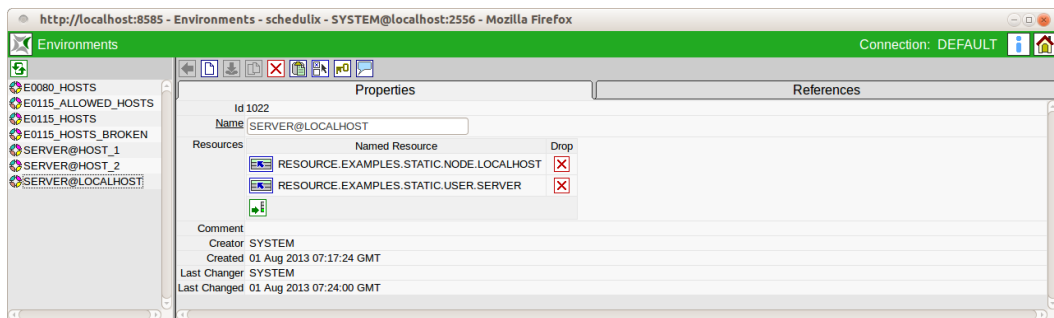 http://localhost:8585 - Environments - schedulix - SYSTEM@localhost:2556 - Mozilla Firefox
Environments
Connection: DEFAULT
E0080_HOSTS
E0115_ALLOWED_HOSTS
E0115_HOSTS
E0115_HOSTS_BROKEN
SERVER@HOST_1
SERVER@HOST_2
SERVER@LOCALHOST
Properties
References
Id 1022
Name SERVER@LOCALHOST
Resources Named Resource Drop
RESOURCE.EXAMPLES.STATIC.NODE.LOCALHOST
RESOURCE.EXAMPLES.STATIC.USER.SERVER
Comment
Creator SYSTEM
Created 01 Aug 2013 07:17:24 GMT
Last Changer SYSTEM
Last Changed 01 Aug 2013 07:24:00 GMT